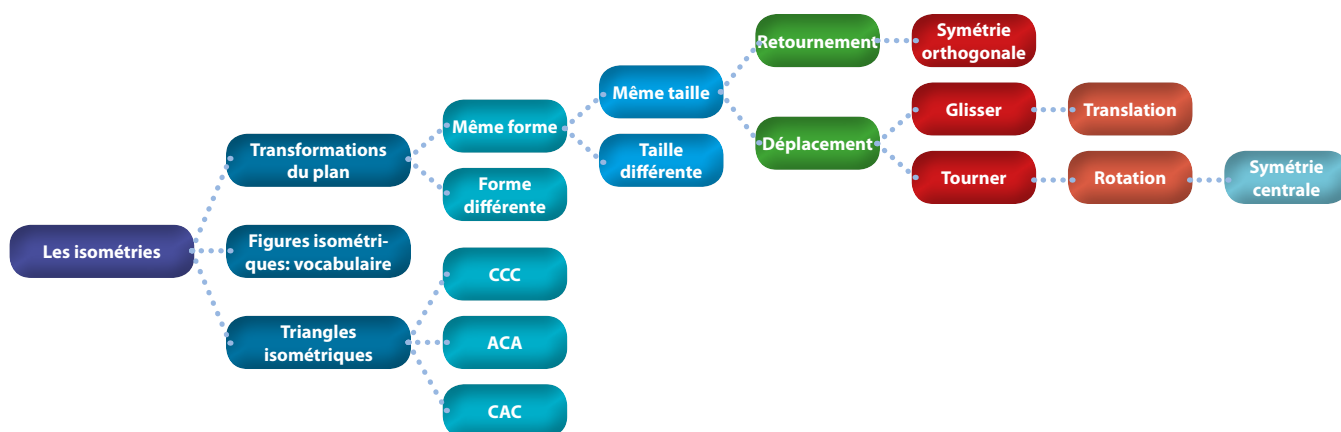 Les isométries
Transformations
du plan
Figures isométri-
ques: vocabulaire
Triangles
isométriques
Même forme
Forme
différente
CCC
ACA
CAC
Même taille
Taille
différente
Retournement
Déplacement
Symétrie
orthogonale
Glisser
Tourner
Translation
Rotation
Symétrie
centrale